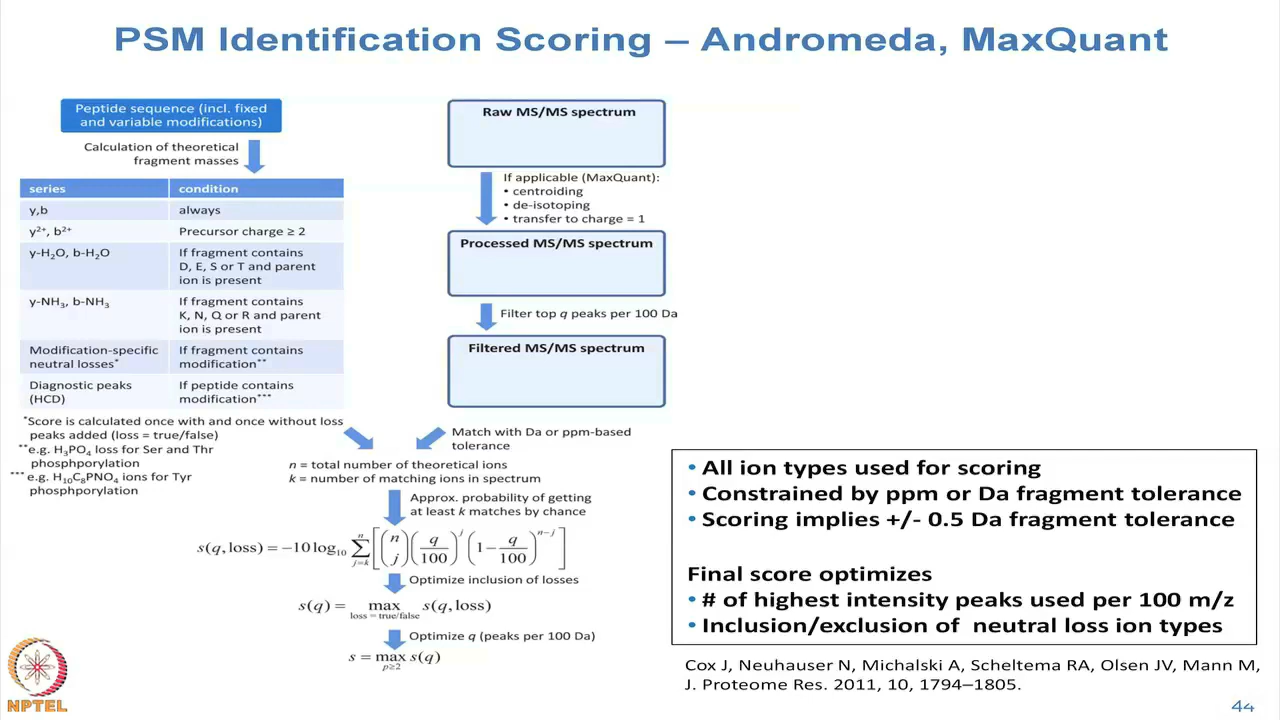 PSM Identification Scoring – Andromeda, MaxQuant
Peptide sequence (incl. fixed
and variable modifications)
Calculation of theoretical
fragment masses
series condition
y,b always
y²⁺, b²⁺ Precursor charge ≥ 2
y-H₂O, b-H₂O If fragment contains
D, E, S or T and parent
ion is present
y-NH₃, b-NH₃ If fragment contains
K, N, Q or R and parent
ion is present
Modification-specific If fragment contains
neutral losses* modification**
Diagnostic peaks If peptide contains
(HCD) modification***
*Score is calculated once with and once without loss
peaks added (loss = true/false)
**e.g. H₃PO₄ loss for Ser and Thr
phosphporylation
***e.g. H₁₀C₈PNO₄ ions for Tyr
phosphporylation
Raw MS/MS spectrum
If applicable (MaxQuant):
• centroiding
• de-isotoping
• transfer to charge = 1
Processed MS/MS spectrum
Filter top q peaks per 100 Da
Filtered MS/MS spectrum
Match with Da or ppm-based
tolerance
n = total number of theoretical ions
k = number of matching ions in spectrum
Approx. probability of getting
at least k matches by chance
s(q, loss) = −10 log₁₀ ∑ⁿⱼ₌ₖ [(n j) (q/100)ʲ (1 − q/100)ⁿ⁻ʲ]
Optimize inclusion of losses
s(q) = max s(q, loss)
loss = true/false
Optimize q (peaks per 100 Da)
s = max s(q)
p≥2
• All ion types used for scoring
• Constrained by ppm or Da fragment tolerance
• Scoring implies +/- 0.5 Da fragment tolerance
Final score optimizes
• # of highest intensity peaks used per 100 m/z
• Inclusion/exclusion of neutral loss ion types
Cox J, Neuhauser N, Michalski A, Scheltema RA, Olsen JV, Mann M,
J. Proteome Res. 2011, 10, 1794–1805.
NPTEL
44